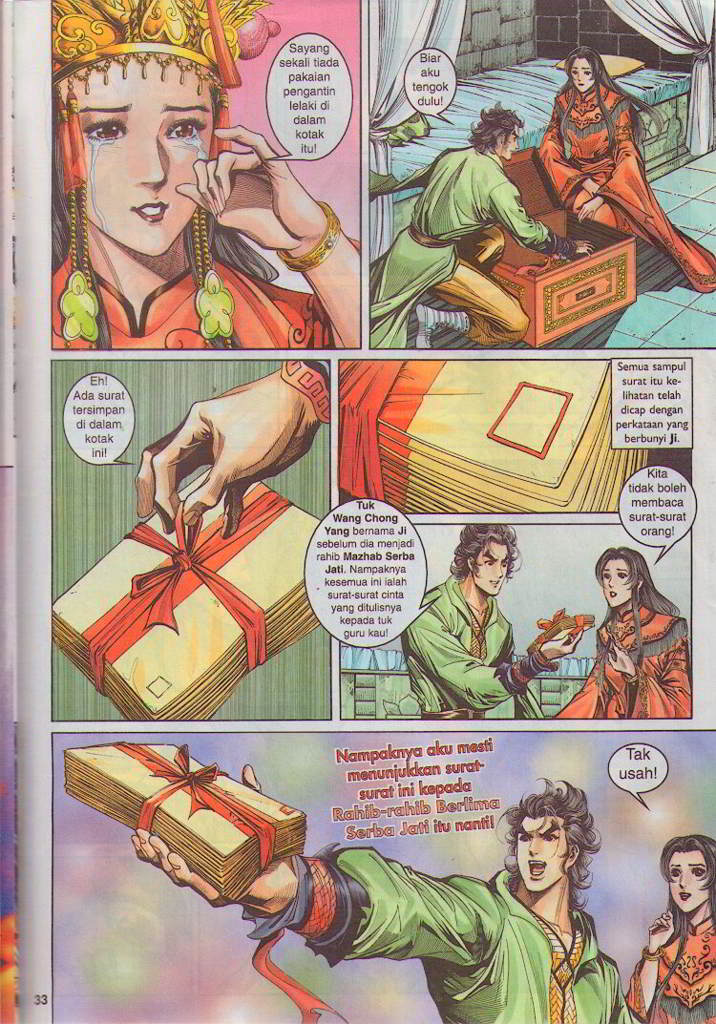 Sayang
sekali tiada
pakaian
pengantin
lelaki di
dalam
kotak
itu!
Biar
aku
tengok
dulu!
Eh!
Ada surat
tersimpan
di dalam
kotak
ini!
Semua sampul
surat itu ke-
lihatan telah
dicap dengan
perkataan yang
berbunyi Ji.
Kita
tidak boleh
membaca
surat-surat
orang!
Tuk
Wang Chong
Yang bernama Ji
sebelum dia menjadi
rahib Mazhab Serba
Jati. Nampaknya
kesemua ini ialah
surat-surat cinta
yang ditulisnya
kepada tuk
guru kau!
Nampaknya aku mesti
menunjukkan surat-
surat ini kepada
Rahib-rahib Berlima
Serba Jati itu nanti!
Tak
usah!
33